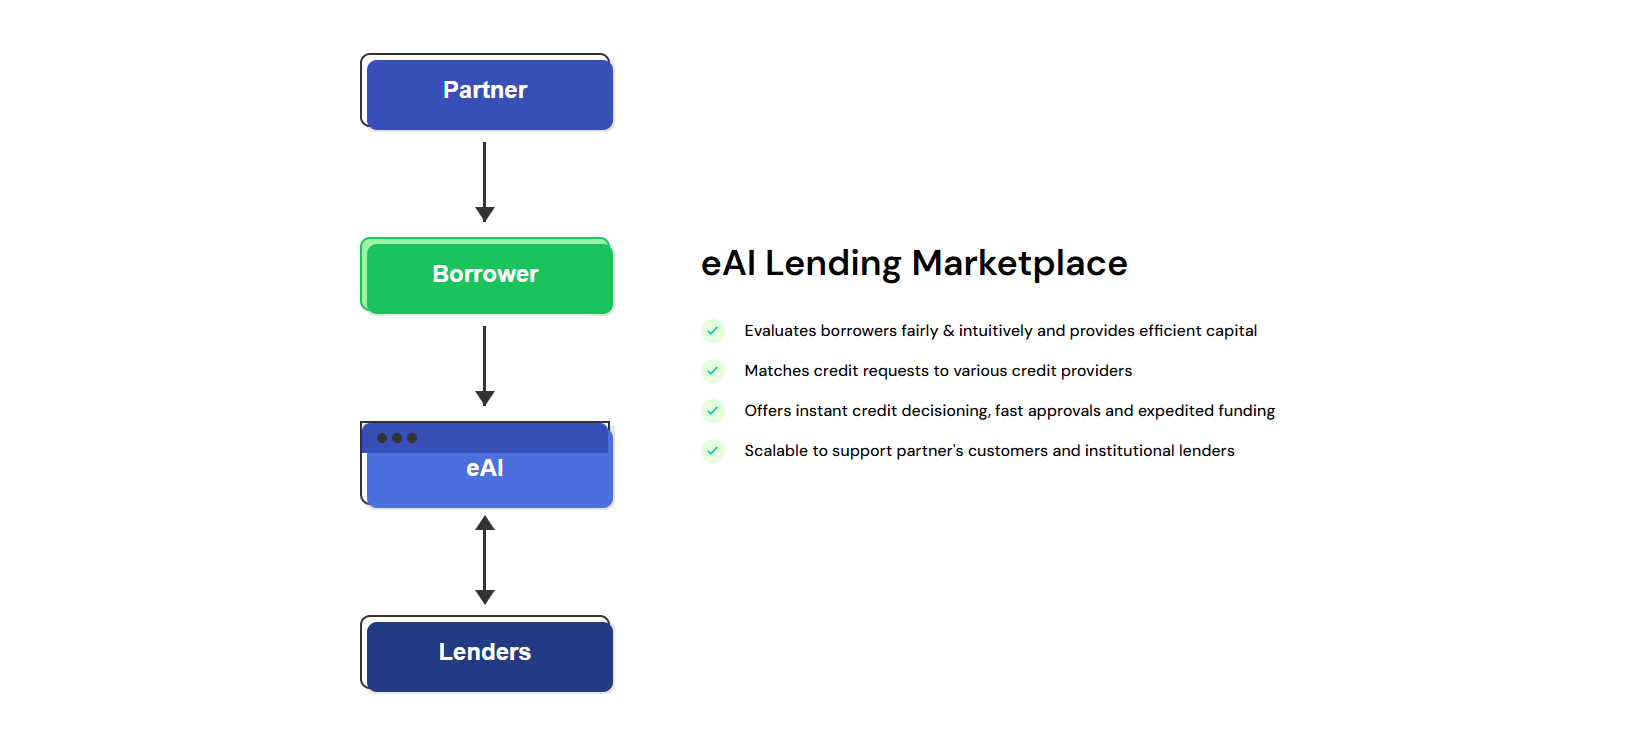 Partner
Borrower
eAI
Lenders
eAI Lending Marketplace
Evaluates borrowers fairly & intuitively and provides efficient capital
Matches credit requests to various credit providers
Offers instant credit decisioning, fast approvals and expedited funding
Scalable to support partner's customers and institutional lenders